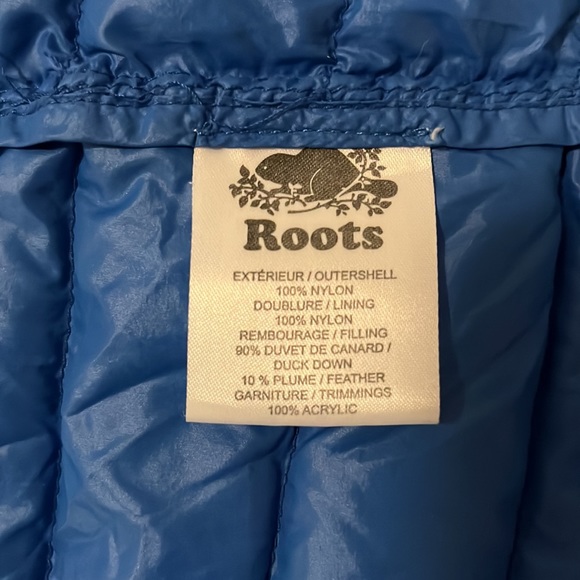 Roots
EXTÉRIEUR / OUTERSHELL
100% NYLON
DOUBLURE / LINING
100% NYLON
REMBOURAGE / FILLING
90% DUVET DE CANARD /
DUCK DOWN
10 % PLUME / FEATHER
GARNITURE / TRIMMINGS
100% ACRYLIC